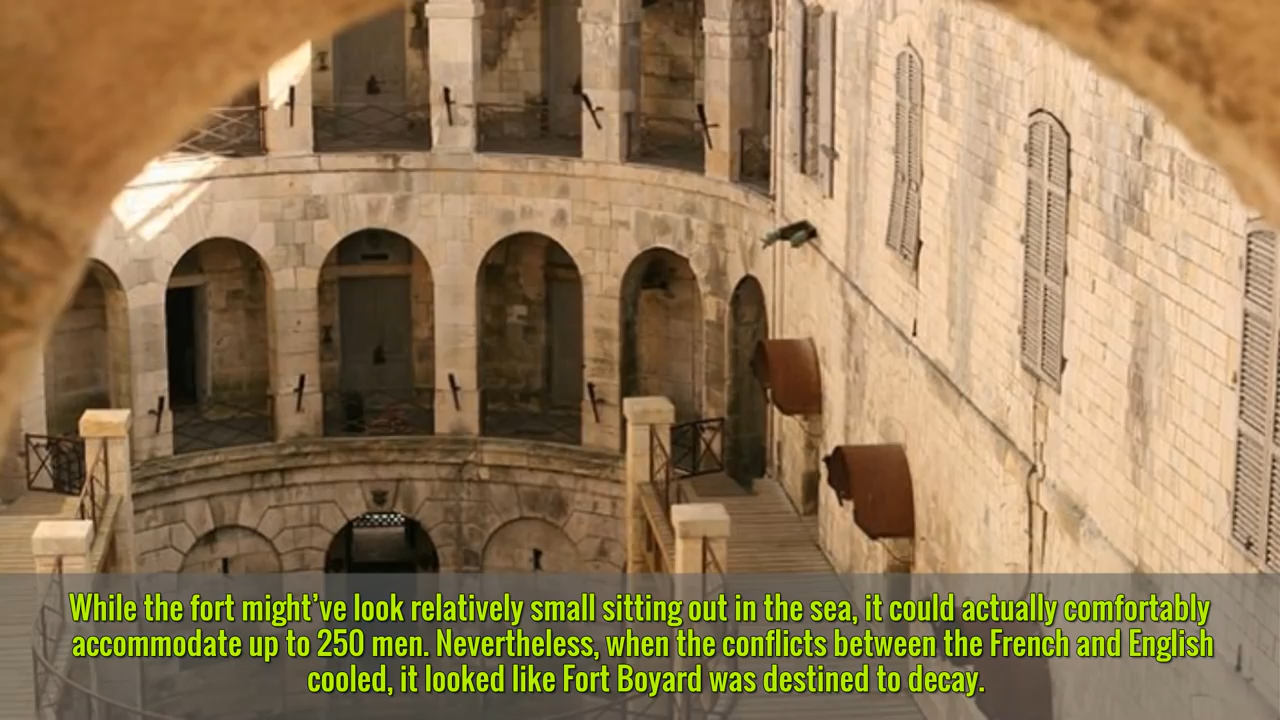 While the fort might’ve look relatively small sitting out in the sea, it could actually comfortably
accommodate up to 250 men. Nevertheless, when the conflicts between the French and English
cooled, it looked like Fort Boyard was destined to decay.